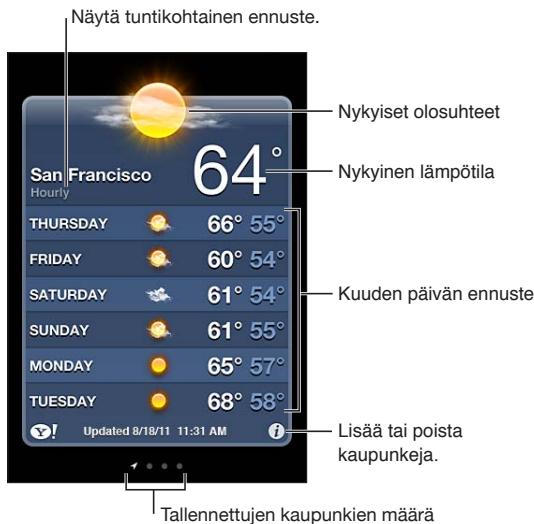 Näytä tuntikohtainen ennuste.
Nykyiset olosuhteet
64°
Nykyinen lämpötila
San Francisco
Hourly
THURSDAY 66° 55°
FRIDAY 60° 54°
SATURDAY 61° 54°
Kuuden päivän ennuste
SUNDAY 61° 55°
MONDAY 65° 57°
TUESDAY 68° 58°
Y! Updated 8/18/11 11:31 AM i
Lisää tai poista
kaupunkeja.
Tallennettujen kaupunkien määrä